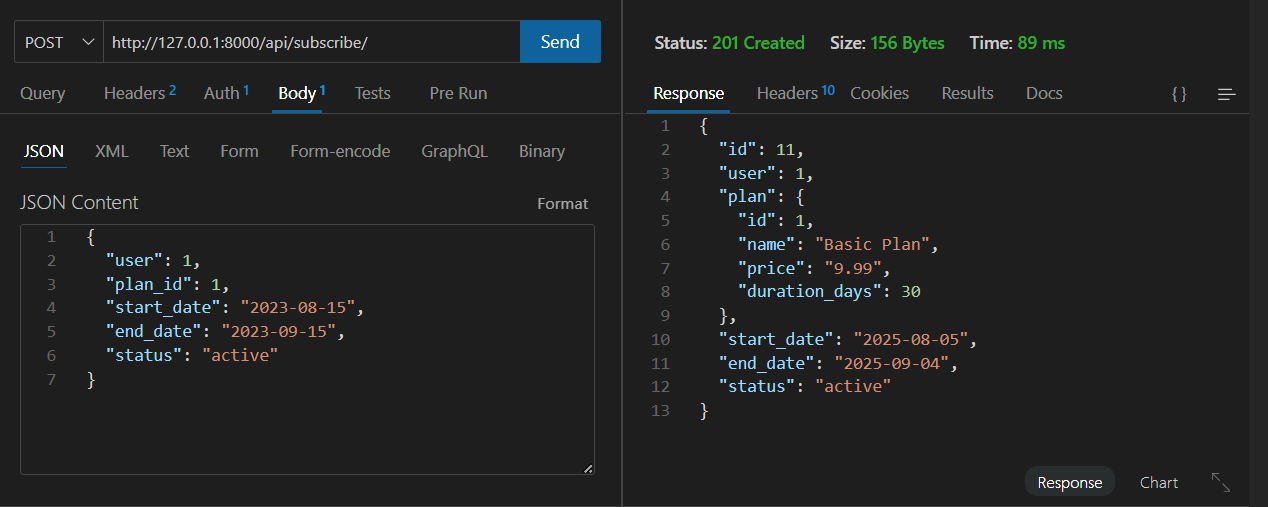 POST http://127.0.0.1:8000/api/subscribe/ Send
Query Headers 2 Auth 1 Body 1 Tests Pre Run
JSON XML Text Form Form-encode GraphQL Binary
JSON Content Format
1 {
2 "user": 1,
3 "plan_id": 1,
4 "start_date": "2023-08-15",
5 "end_date": "2023-09-15",
6 "status": "active"
7 }
Status: 201 Created Size: 156 Bytes Time: 89 ms
Response Headers 10 Cookies Results Docs { }
1 {
2 "id": 11,
3 "user": 1,
4 "plan": {
5 "id": 1,
6 "name": "Basic Plan",
7 "price": "9.99",
8 "duration_days": 30
9 },
10 "start_date": "2025-08-05",
11 "end_date": "2025-09-04",
12 "status": "active"
13 }
Response Chart